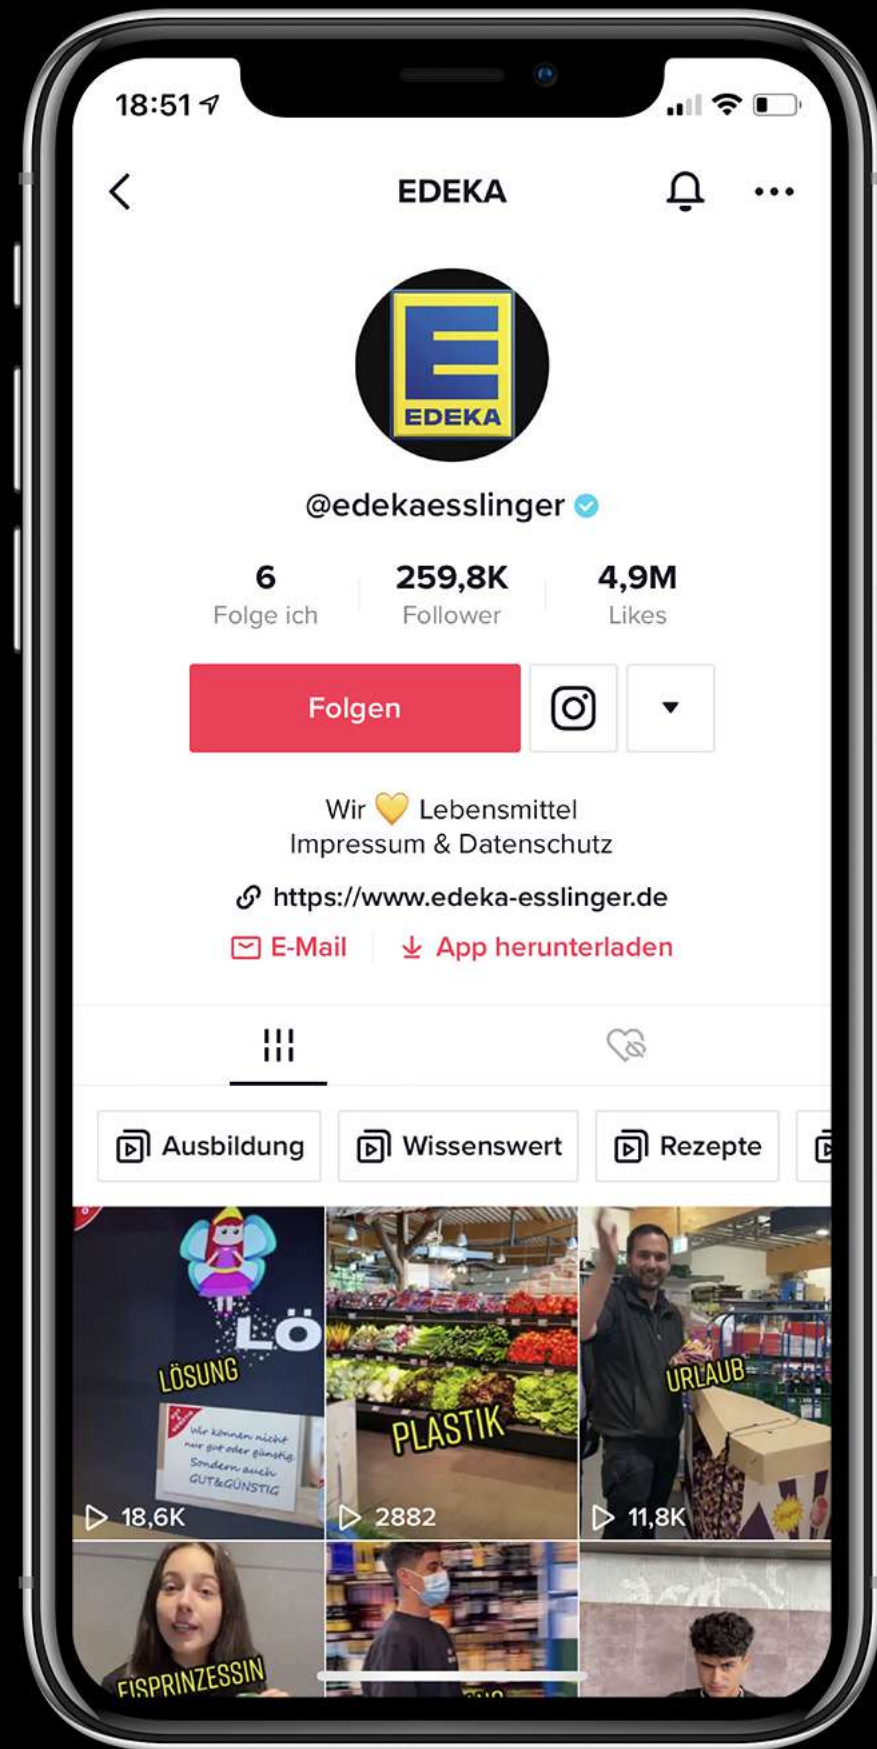 18:51
EDEKA
EDEKA
@edekaesslinger
6 259,8K 4,9M
Folge ich Follower Likes
Folgen
Wir 💛 Lebensmittel
Impressum & Datenschutz
https://www.edeka-esslinger.de
E-Mail App herunterladen
Ausbildung Wissenswert Rezepte
LÖ
LÖSUNG
Wir können nicht
nur gut oder günstig
Sondern auch
GUT&GÜNSTIG
18,6K
PLASTIK
2882
URLAUB
11,8K
EISPRINZESSIN